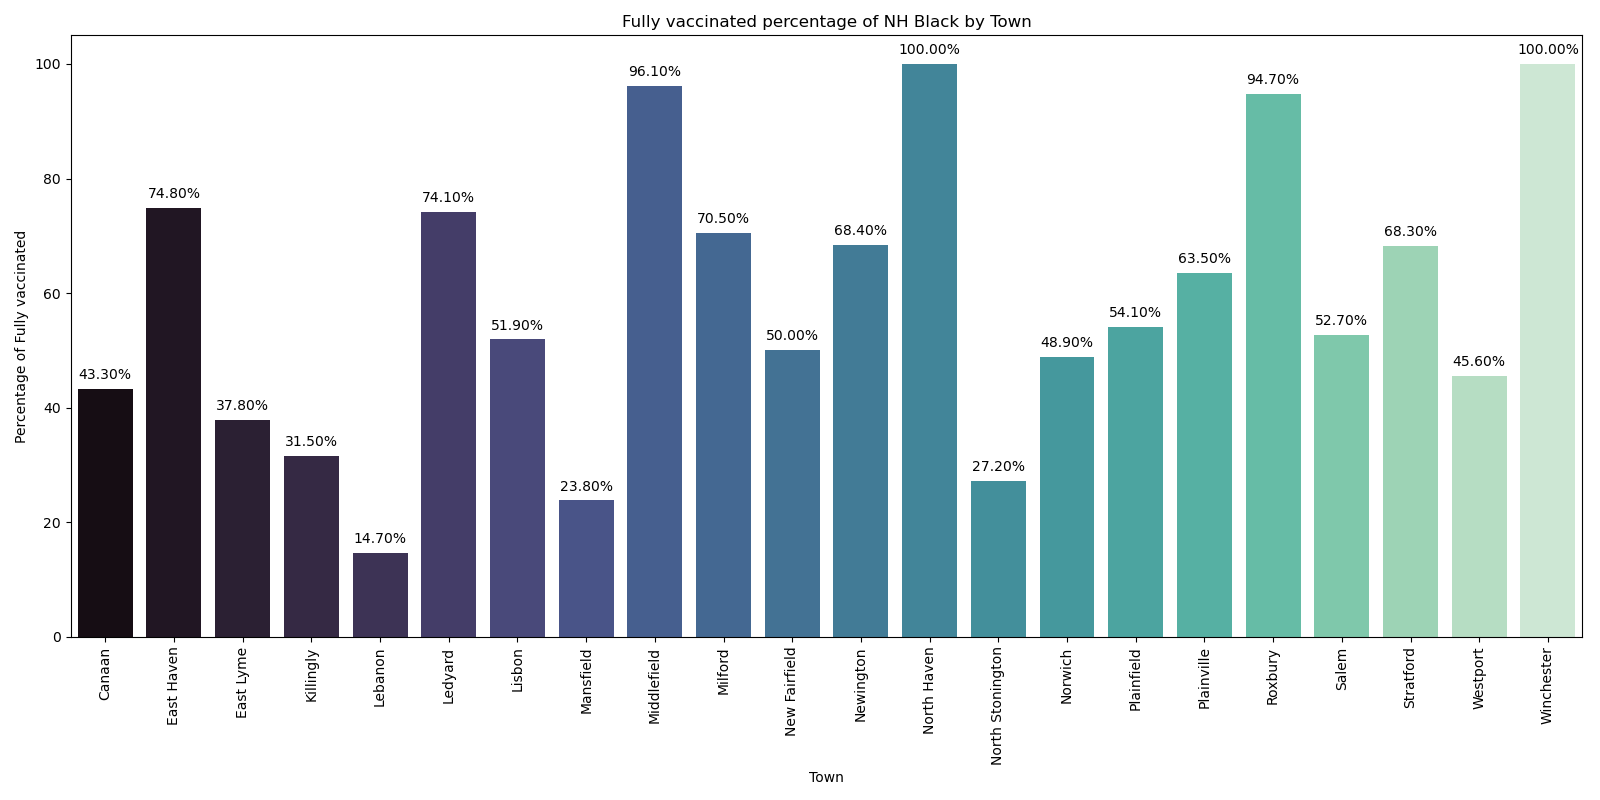 Fully vaccinated percentage of NH Black by Town
Percentage of Fully vaccinated
100
80
60
40
20
0
43.30%
74.80%
37.80%
31.50%
14.70%
74.10%
51.90%
23.80%
96.10%
70.50%
50.00%
68.40%
100.00%
27.20%
48.90%
54.10%
63.50%
94.70%
52.70%
68.30%
45.60%
100.00%
Canaan
East Haven
East Lyme
Killingly
Lebanon
Ledyard
Lisbon
Mansfield
Middlefield
Milford
New Fairfield
Newington
North Haven
North Stonington
Norwich
Plainfield
Plainville
Roxbury
Salem
Stratford
Westport
Winchester
Town